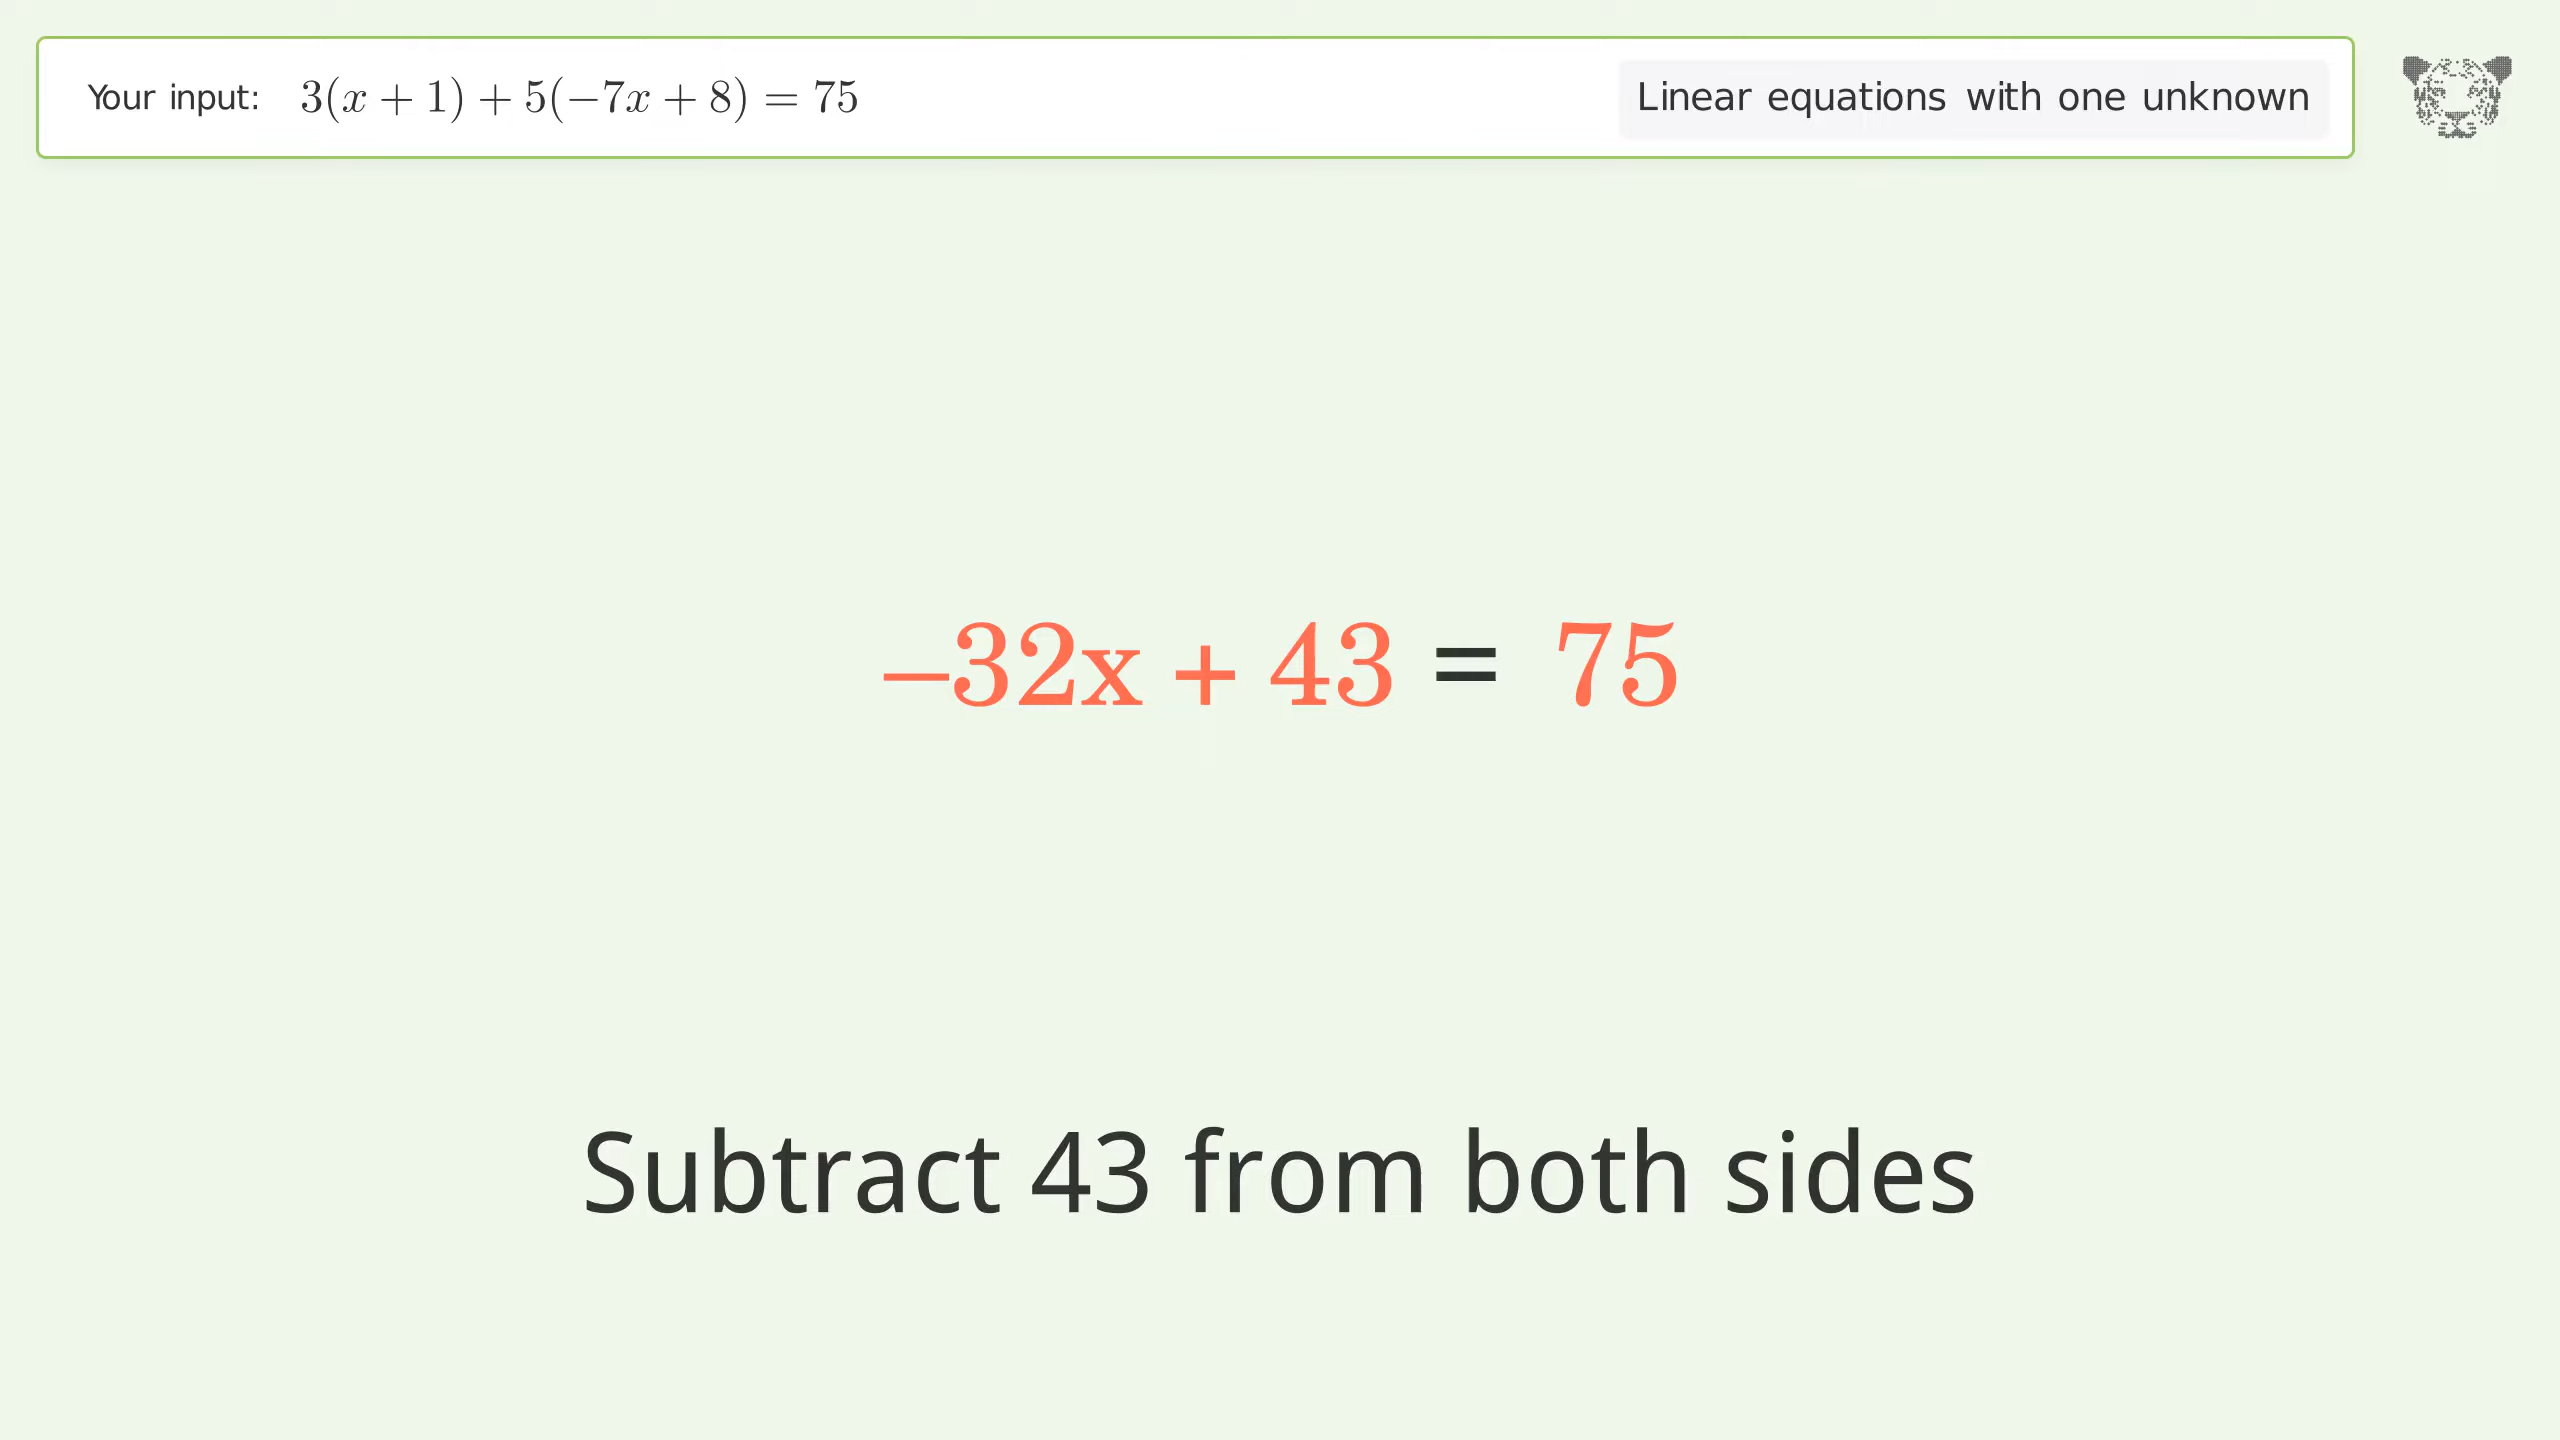 Your input: 3(x + 1) + 5(−7x + 8) = 75
Linear equations with one unknown
−32x + 43 = 75
Subtract 43 from both sides